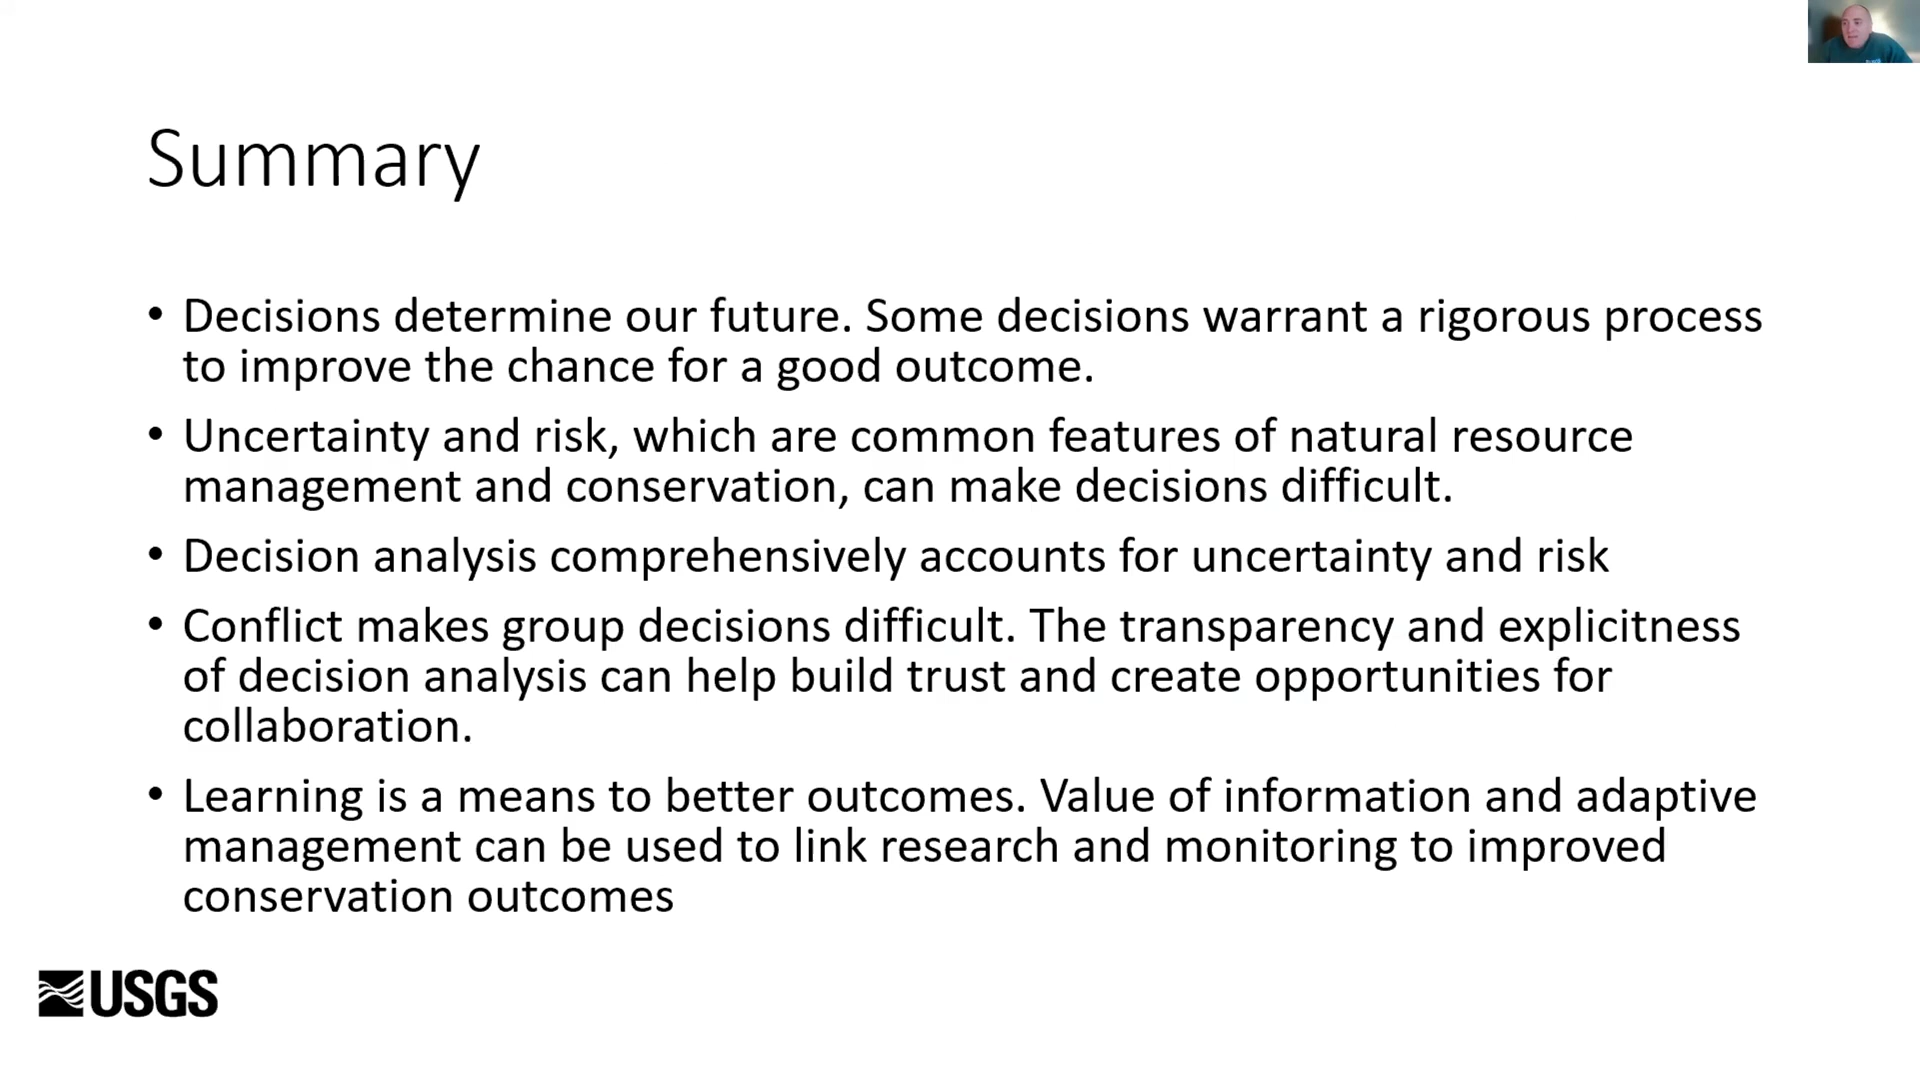 Summary
• Decisions determine our future. Some decisions warrant a rigorous process
to improve the chance for a good outcome.
• Uncertainty and risk, which are common features of natural resource
management and conservation, can make decisions difficult.
• Decision analysis comprehensively accounts for uncertainty and risk
• Conflict makes group decisions difficult. The transparency and explicitness
of decision analysis can help build trust and create opportunities for
collaboration.
• Learning is a means to better outcomes. Value of information and adaptive
management can be used to link research and monitoring to improved
conservation outcomes
USGS